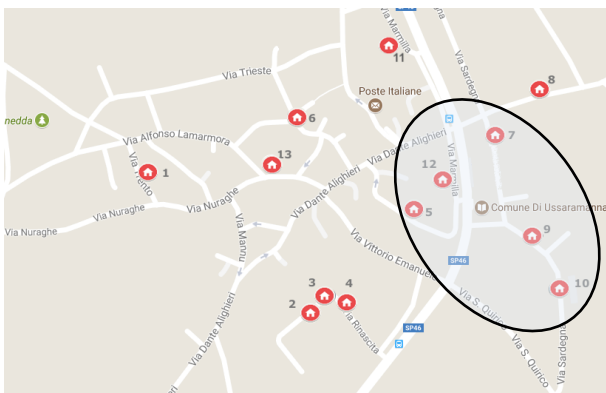 Via Marmilla
11
Via Sardegna
8
Via Trieste
Poste Italiane
nedda
6
7
Via Alfonso Lamarmora
Via Dante Alighieri
Via Marmilla
1
13
12
Via Trento
Via Nuraghe
Via Nuraghe
Via Nuraghe
Via Dante Alighieri
5
Comune Di Ussaramanna
Via Manuu
9
Via Vittorio Emanuele
SP46
3
4
2
10
Via S. Quirico
Via Rinascita
SP46
Via Dante Alighieri
Via S. Quirico
Via Sardegna